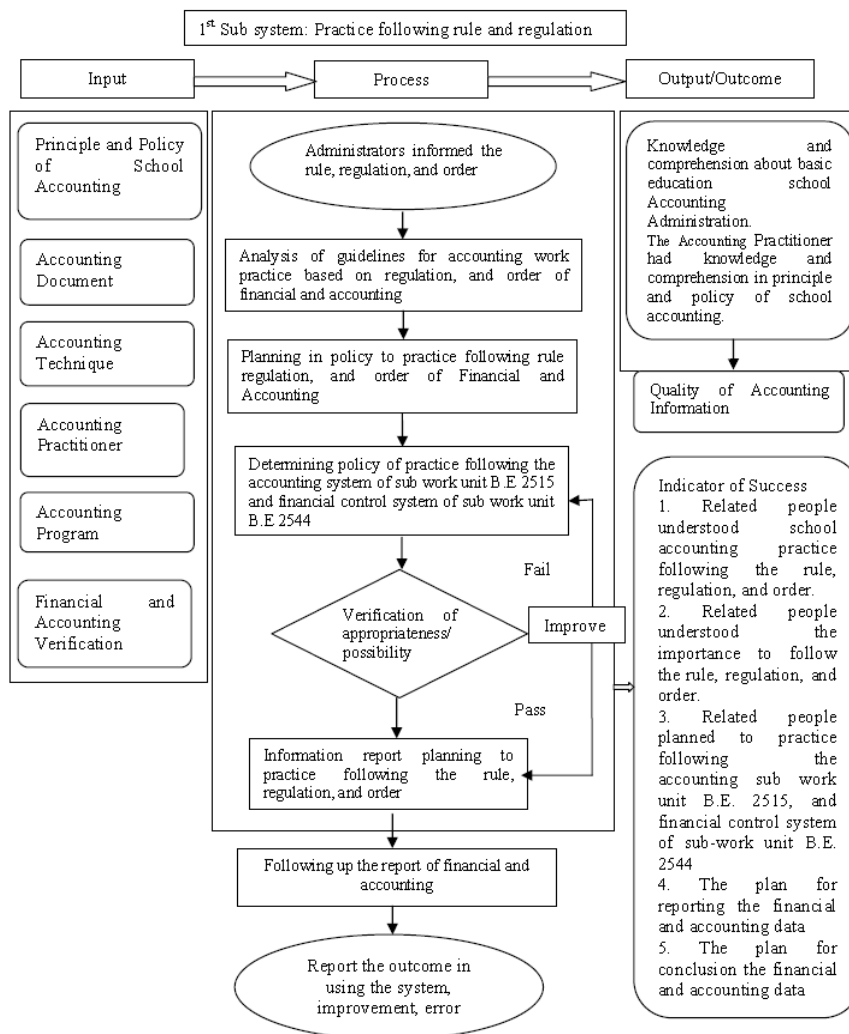 1st Sub system: Practice following rule and regulation
Input
Process
Output/Outcome
Principle and Policy
of School
Accounting
Accounting
Document
Accounting
Technique
Accounting
Practitioner
Accounting
Program
Financial and
Accounting
Verification
Administrators informed the
rule, regulation, and order
Analysis of guidelines for accounting work
practice based on regulation, and order of
financial and accounting
Planning in policy to practice following rule
regulation, and order of Financial and
Accounting
Determining policy of practice following the
accounting system of sub work unit B.E 2515
and financial control system of sub work unit
B.E 2544
Fail
Verification of
appropriateness/
possibility
Improve
Pass
Information report planning to
practice following the rule,
regulation, and order
Following up the report of financial and
accounting
Report the outcome in
using the system,
improvement, error
Knowledge and
comprehension about basic
education school
Accounting
Administration.
The Accounting Practitioner
had knowledge and
comprehension in principle
and policy of school
accounting.
Quality of Accounting
Information
Indicator of Success
1. Related people
understood school
accounting practice
following the rule,
regulation, and order.
2. Related people
understood the
importance to follow
the rule, regulation, and
order.
3. Related people
planned to practice
following the
accounting sub work
unit B.E. 2515, and
financial control system
of sub-work unit B.E.
2544
4. The plan for
reporting the financial
and accounting data
5. The plan for
conclusion the financial
and accounting data